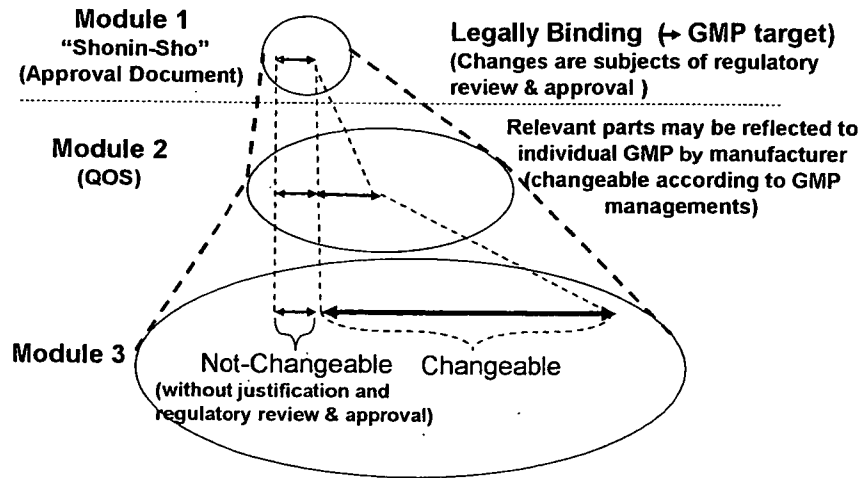 Module 1
“Shonin-Sho”
(Approval Document)
Legally Binding (→ GMP target)
(Changes are subjects of regulatory
review & approval )
Module 2
(QOS)
Relevant parts may be reflected to
individual GMP by manufacturer
(changeable according to GMP
managements)
Module 3
Not-Changeable
(without justification and
regulatory review & approval)
Changeable